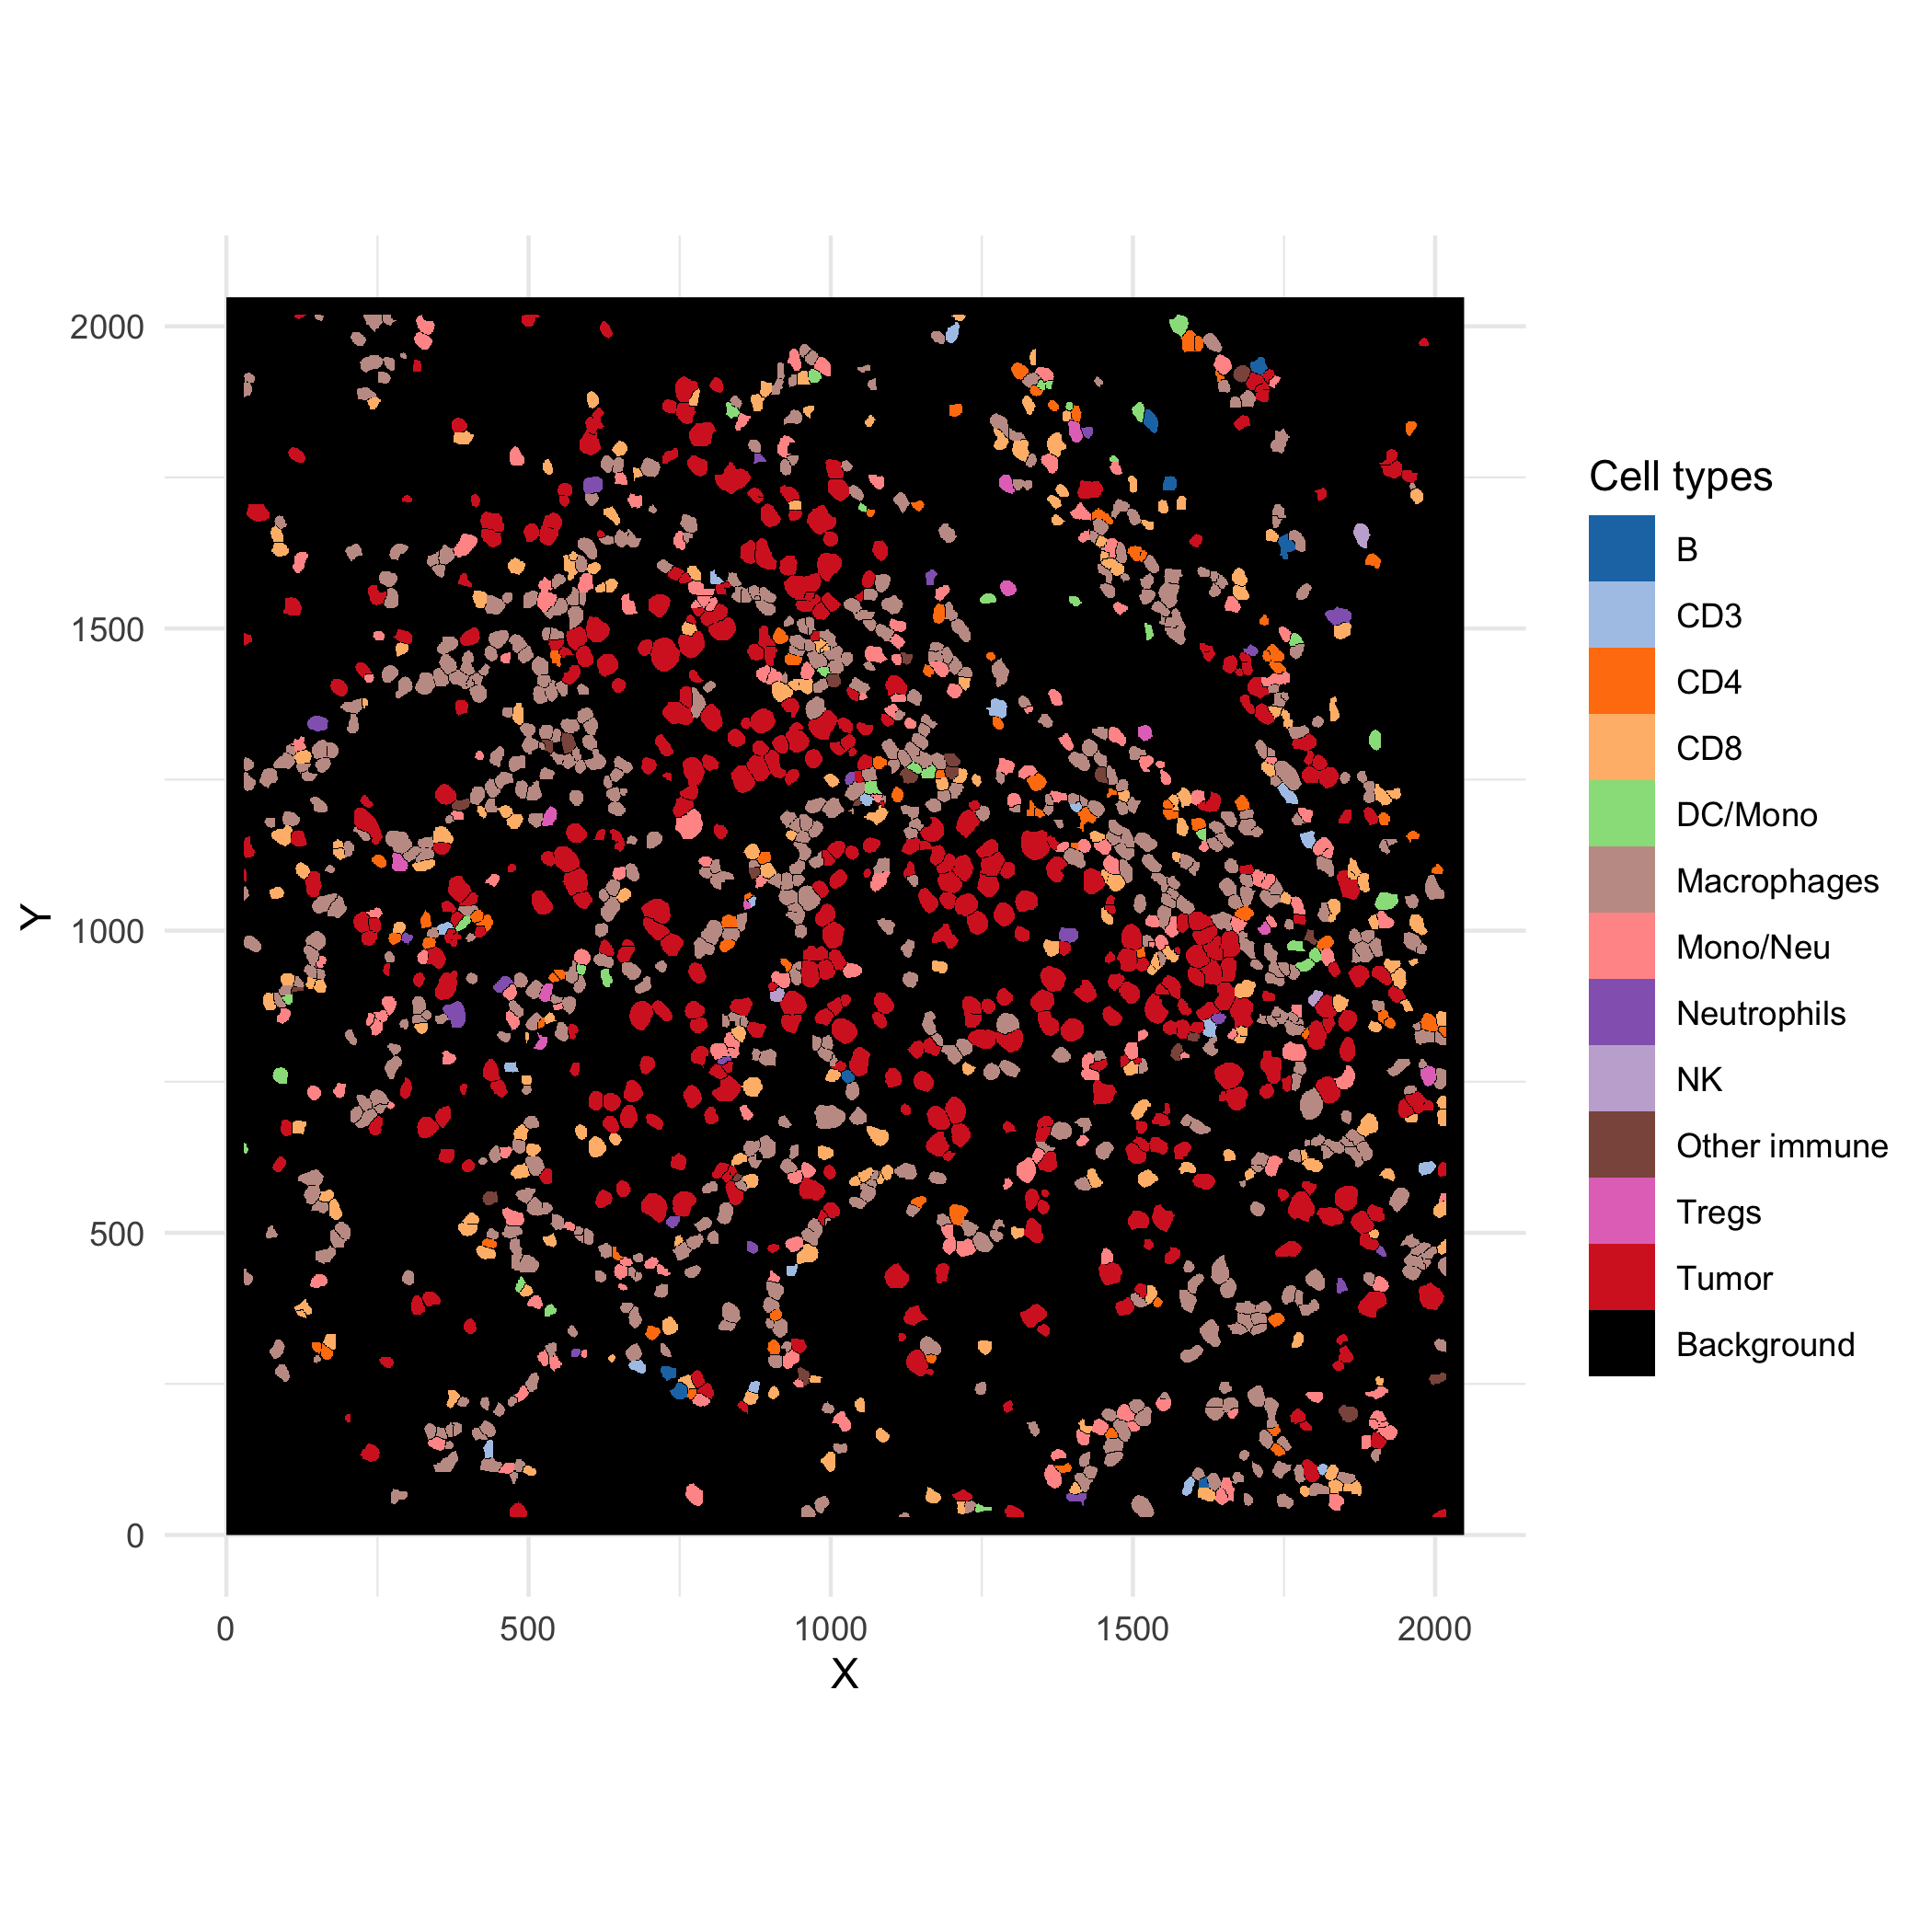 2000
1500
1000
500
0
Y
0 500 1000 1500 2000
X
Cell types
B
CD3
CD4
CD8
DC/Mono
Macrophages
Mono/Neu
Neutrophils
NK
Other immune
Tregs
Tumor
Background